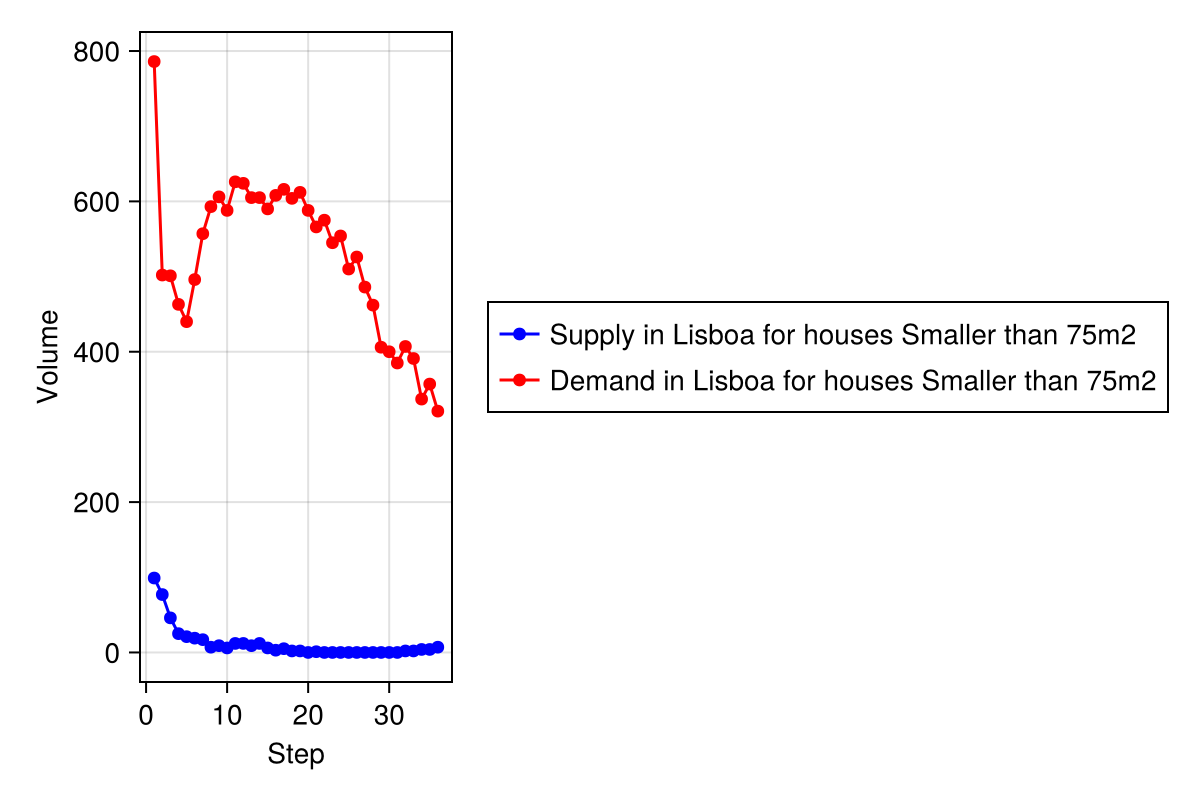 800
600
400
200
0
Volume
0 10 20 30
Step
Supply in Lisboa for houses Smaller than 75m2
Demand in Lisboa for houses Smaller than 75m2